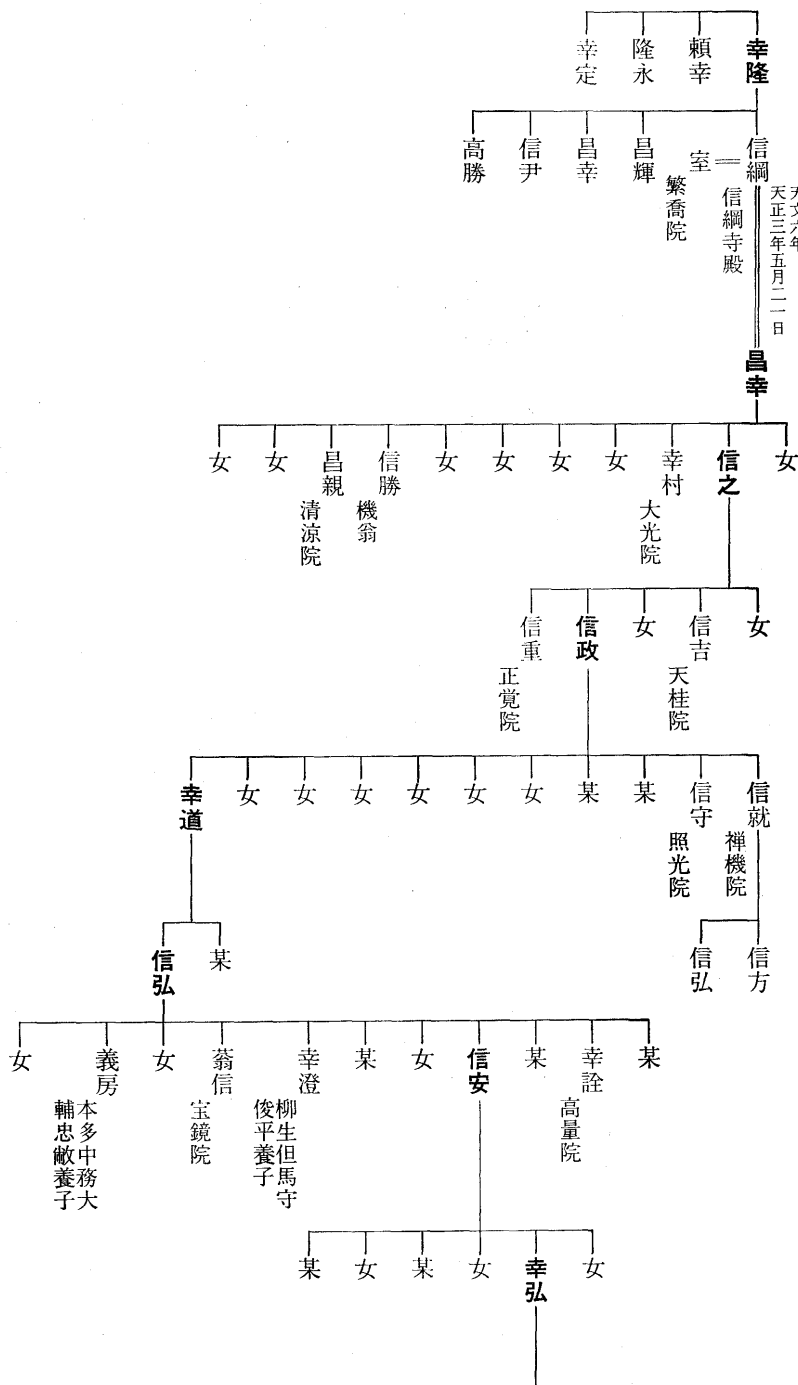 幸隆
頼幸
隆永
幸定
信綱
天正三年五月二一日
信綱寺殿
室
繁喬院
昌輝
昌幸
信尹
高勝
昌幸
女
信之
幸村
大光院
女
女
女
女
信勝
機翁
昌親
清涼院
女
女
女
信吉
天桂院
女
信政
信重
正覚院
信就
禅機院
信守
照光院
某
某
女
女
女
女
女
女
幸道
信方
信弘
某
信弘
某
幸詮
高量院
某
信安
女
某
幸澄
柳生但馬守
俊平養子
蓊信
宝鏡院
女
義房
本多中務大
輔忠敞養子
女
女
幸弘
女
某
女
某